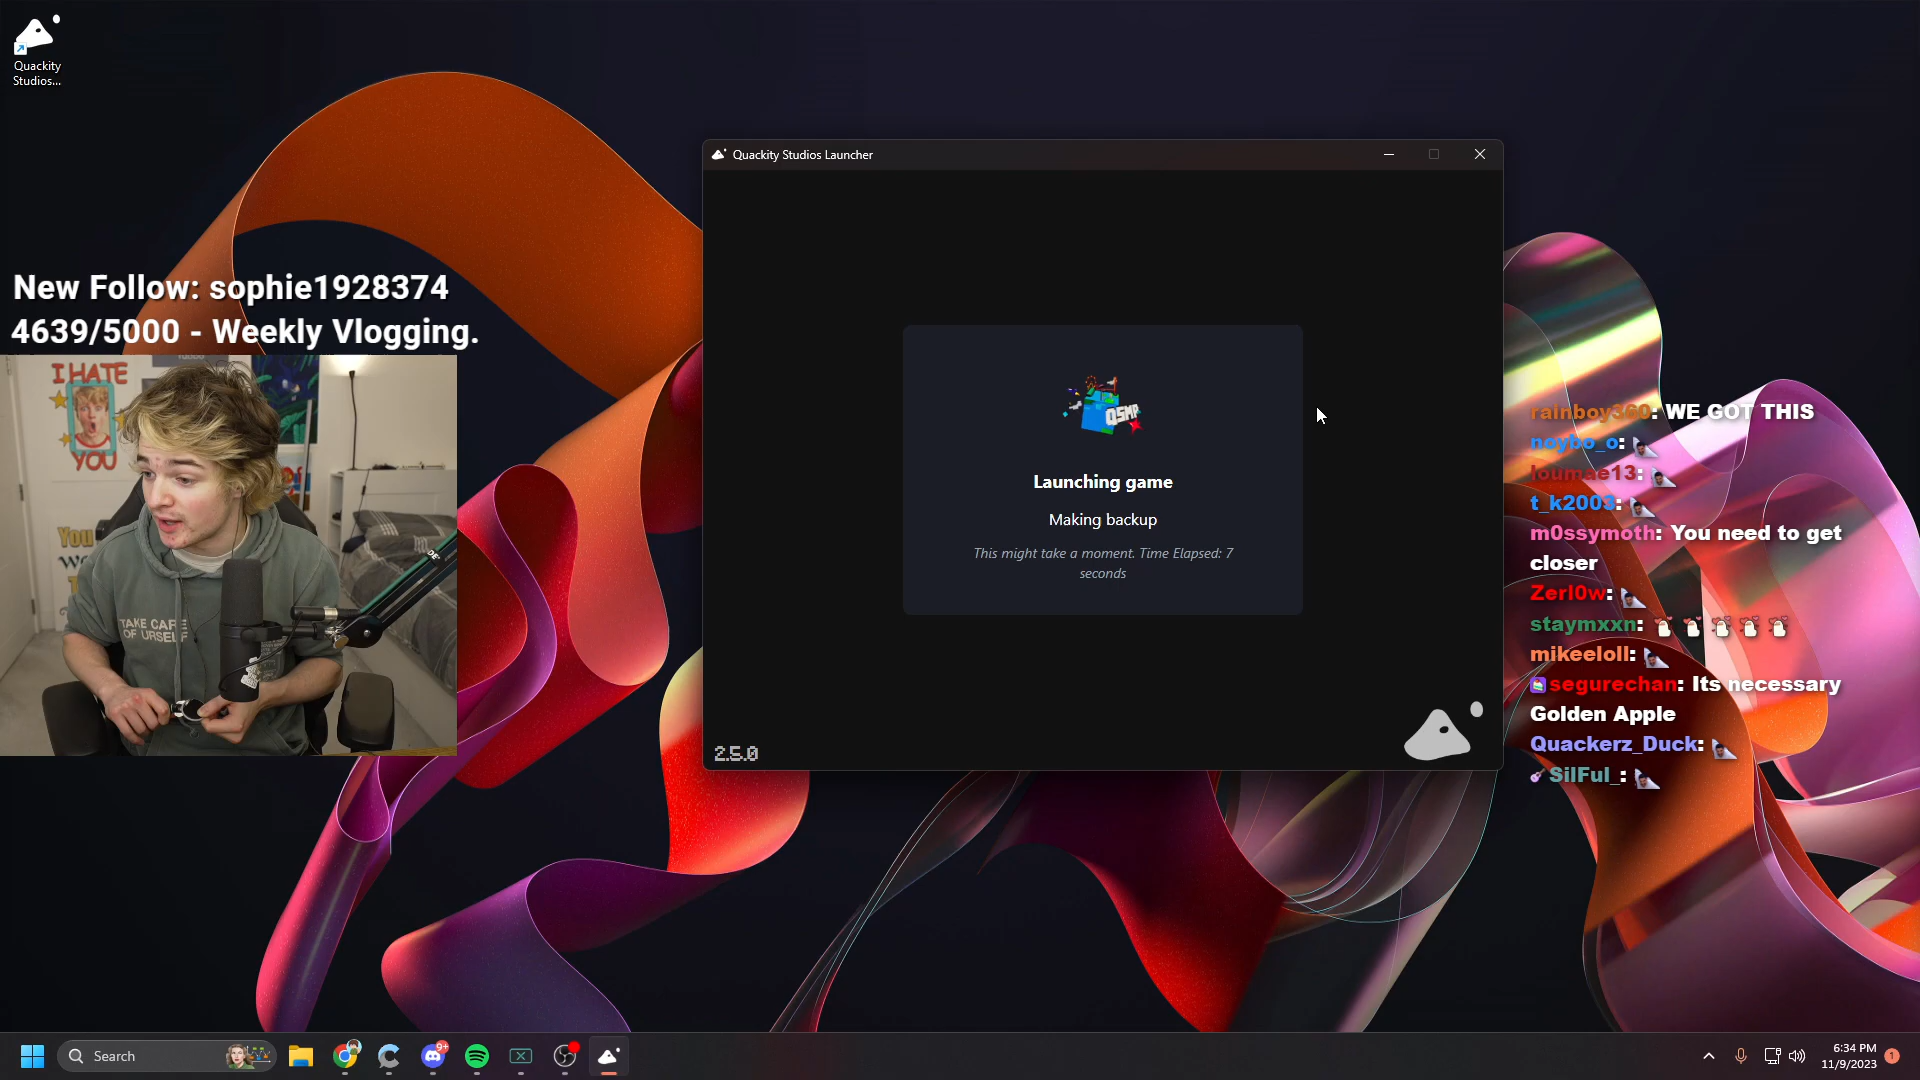 Quackity
Studios...
Quackity Studios Launcher
New Follow: sophie1928374
4639/5000 - Weekly Vlogging.
I HATE
YOU
You
TAKE CARE
OF URSELF
QSMP
Launching game
Making backup
This might take a moment. Time Elapsed: 7
seconds
2.5.0
rainboy360: WE GOT THIS
noybo_o:
loumae13:
t_k2003:
m0ssymoth: You need to get
closer
Zerl0w:
staymxxn:
mikeeloll:
segurechan: Its necessary
Golden Apple
Quackerz_Duck:
SilFul_:
Search
9+
6:34 PM
11/9/2023
1